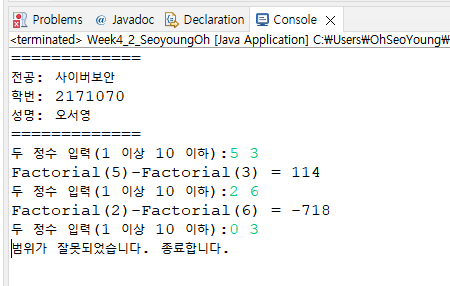 Problems @ Javadoc Declaration Console ×
<terminated> Week4_2_SeoyoungOh [Java Application] C:₩Users₩OhSeoYoung₩
=============
전공: 사이버보안
학번: 2171070
성명: 오서영
=============
두 정수 입력(1 이상 10 이하):5 3
Factorial(5)-Factorial(3) = 114
두 정수 입력(1 이상 10 이하):2 6
Factorial(2)-Factorial(6) = -718
두 정수 입력(1 이상 10 이하):0 3
범위가 잘못되었습니다. 종료합니다.